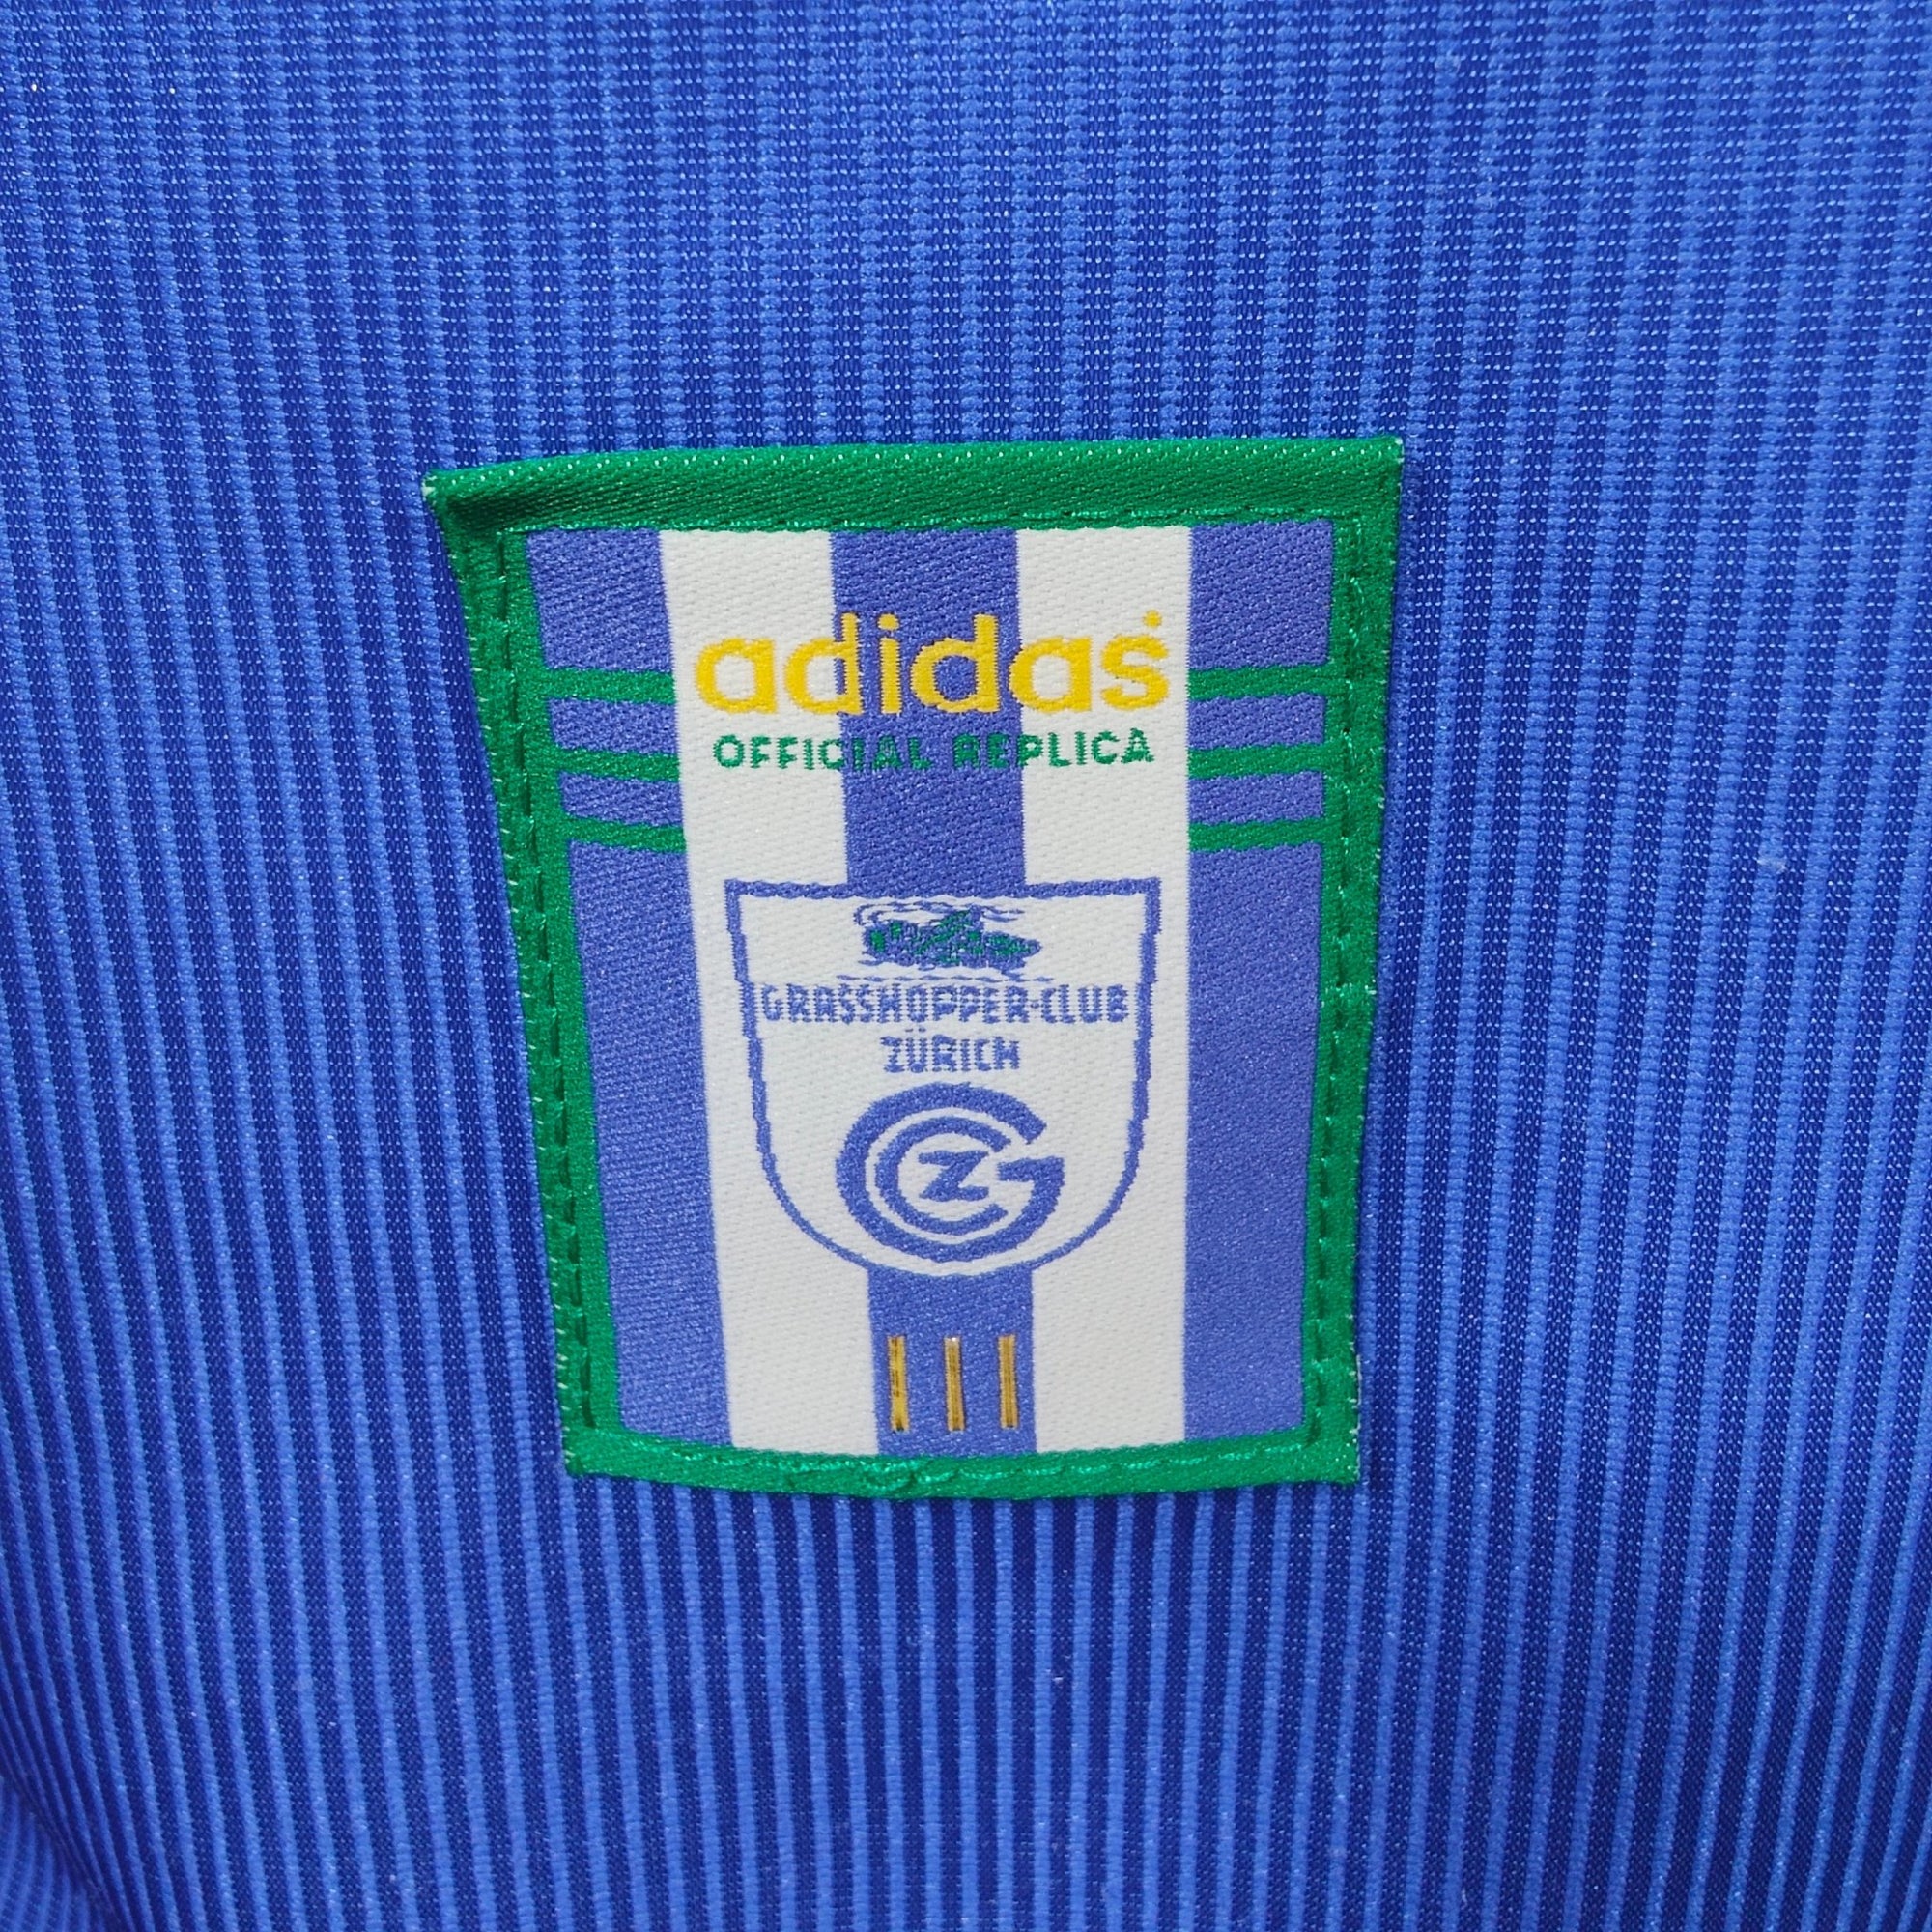 adidas
OFFICIAL REPLICA
GRASSHOPPER-CLUB
ZÜRICH
GCZ